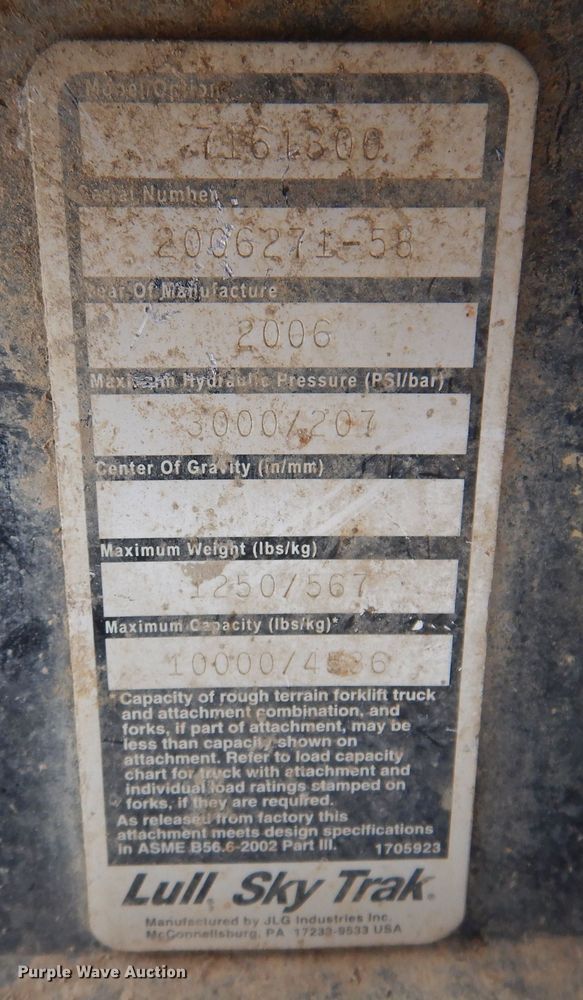 Model/Option
7161300
Serial Number
2006271-58
Year Of Manufacture
2006
Maximum Hydraulic Pressure (PSI/bar)
3000/207
Center Of Gravity (in/mm)
Maximum Weight (lbs/kg)
1250/567
Maximum Capacity (lbs/kg)*
10000/4536
*Capacity of rough terrain forklift truck
and attachment combination, and
forks, if part of attachment, may be
less than capacity shown on
attachment. Refer to load capacity
chart for truck with attachment and
individual load ratings stamped on
forks, if they are required.
As released from factory this
attachment meets design specifications
in ASME B56.6-2002 Part III. 1705923
Lull Sky Trak
Manufactured by JLG Industries Inc.
McConnellsburg, PA 17233-9533 USA
Purple Wave Auction